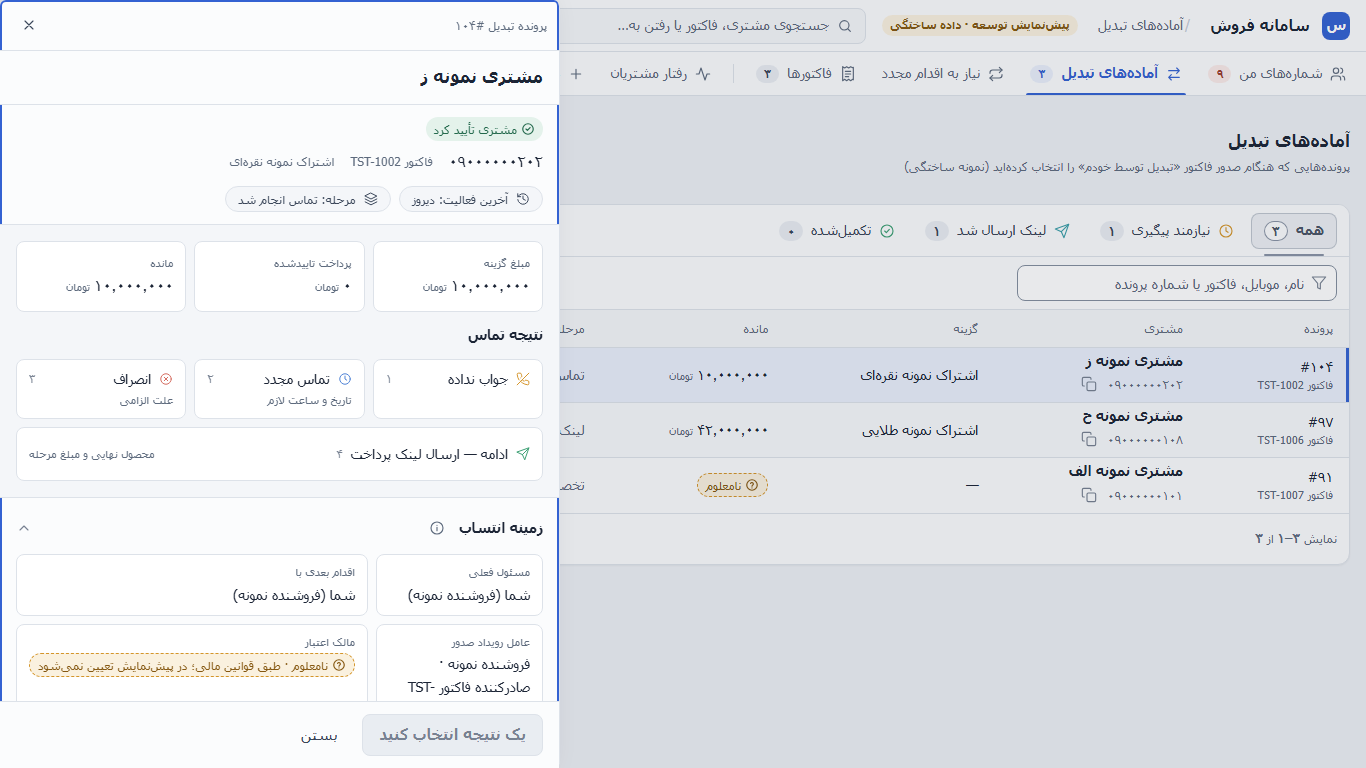 س سامانه فروش / آماده‌های تبدیل پیش‌نمایش توسعه · داده ساختگی جستجوی مشتری، فاکتور یا رفتن به...
شماره‌های من ۹ آماده‌های تبدیل ۳ نیاز به اقدام مجدد فاکتورها ۳ رفتار مشتریان
آماده‌های تبدیل
پرونده‌هایی که هنگام صدور فاکتور «تبدیل توسط خودم» را انتخاب کرده‌اید (نمونه ساختگی)
همه ۳ نیازمند پیگیری ۱ لینک ارسال شد ۱ تکمیل‌شده ۰
نام، موبایل، فاکتور یا شماره پرونده
پرونده مشتری گزینه مانده
#۱۰۴ مشتری نمونه ز اشتراک نمونه نقره‌ای ۱۰,۰۰۰,۰۰۰ تومان
فاکتور TST-1002 ۰۹۰۰۰۰۰۰۲۰۲
#۹۷ مشتری نمونه ح اشتراک نمونه طلایی ۴۲,۰۰۰,۰۰۰ تومان لینک
فاکتور TST-1006 ۰۹۰۰۰۰۰۰۱۰۸
#۹۱ مشتری نمونه الف — نامعلوم
فاکتور TST-1007 ۰۹۰۰۰۰۰۰۱۰۱
نمایش ۱–۳ از ۳
پرونده تبدیل #۱۰۴
مشتری نمونه ز
مشتری تأیید کرد
۰۹۰۰۰۰۰۰۲۰۲ فاکتور TST-1002 اشتراک نمونه نقره‌ای
آخرین فعالیت: دیروز مرحله: تماس انجام شد
مبلغ گزینه پرداخت تاییدشده مانده
۱۰,۰۰۰,۰۰۰ تومان ۰ تومان ۱۰,۰۰۰,۰۰۰ تومان
نتیجه تماس
جواب نداده ۱ تماس مجدد ۲ انصراف ۳
تاریخ و ساعت لازم علت الزامی
ادامه — ارسال لینک پرداخت ۴ محصول نهایی و مبلغ مرحله
زمینه انتساب
مسئول فعلی اقدام بعدی با
شما (فروشنده نمونه) شما (فروشنده نمونه)
عامل رویداد صدور مالک اعتبار
فروشنده نمونه · نامعلوم · طبق قوانین مالی؛ در پیش‌نمایش تعیین نمی‌شود
صادرکننده فاکتور TST-
یک نتیجه انتخاب کنید بستن